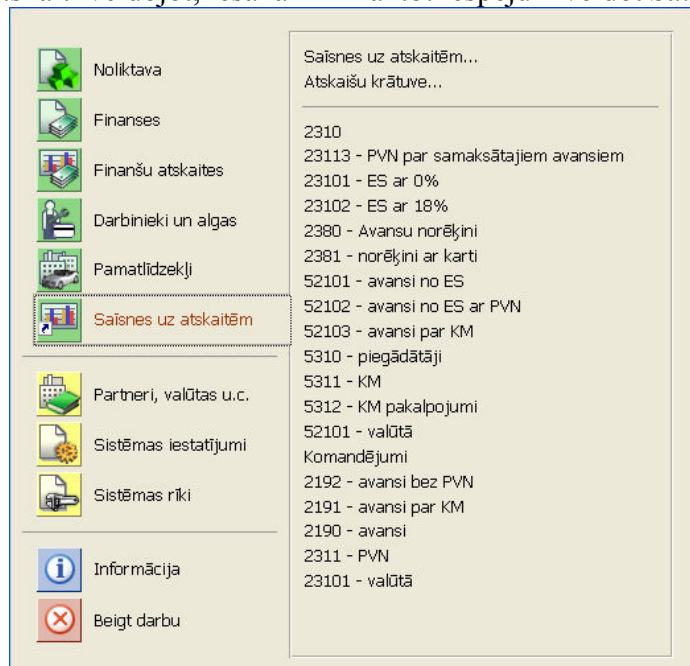 Noliktava
Finanses
Finanšu atskaites
Darbinieki un algas
Pamatlīdzekļi
Saīsnes uz atskaitēm
Partneri, valūtas u.c.
Sistēmas iestatījumi
Sistēmas rīki
Informācija
Beigt darbu
Saīsnes uz atskaitēm...
Atskaišu krātuve...
2310
23113 - PVN par samaksātajiem avansiem
23101 - ES ar 0%
23102 - ES ar 18%
2380 - Avansu norēķini
2381 - norēķini ar karti
52101 - avansi no ES
52102 - avansi no ES ar PVN
52103 - avansi par KM
5310 - piegādātāji
5311 - KM
5312 - KM pakalpojumi
52101 - valūtā
Komandējumi
2192 - avansi bez PVN
2191 - avansi par KM
2190 - avansi
2311 - PVN
23101 - valūtā